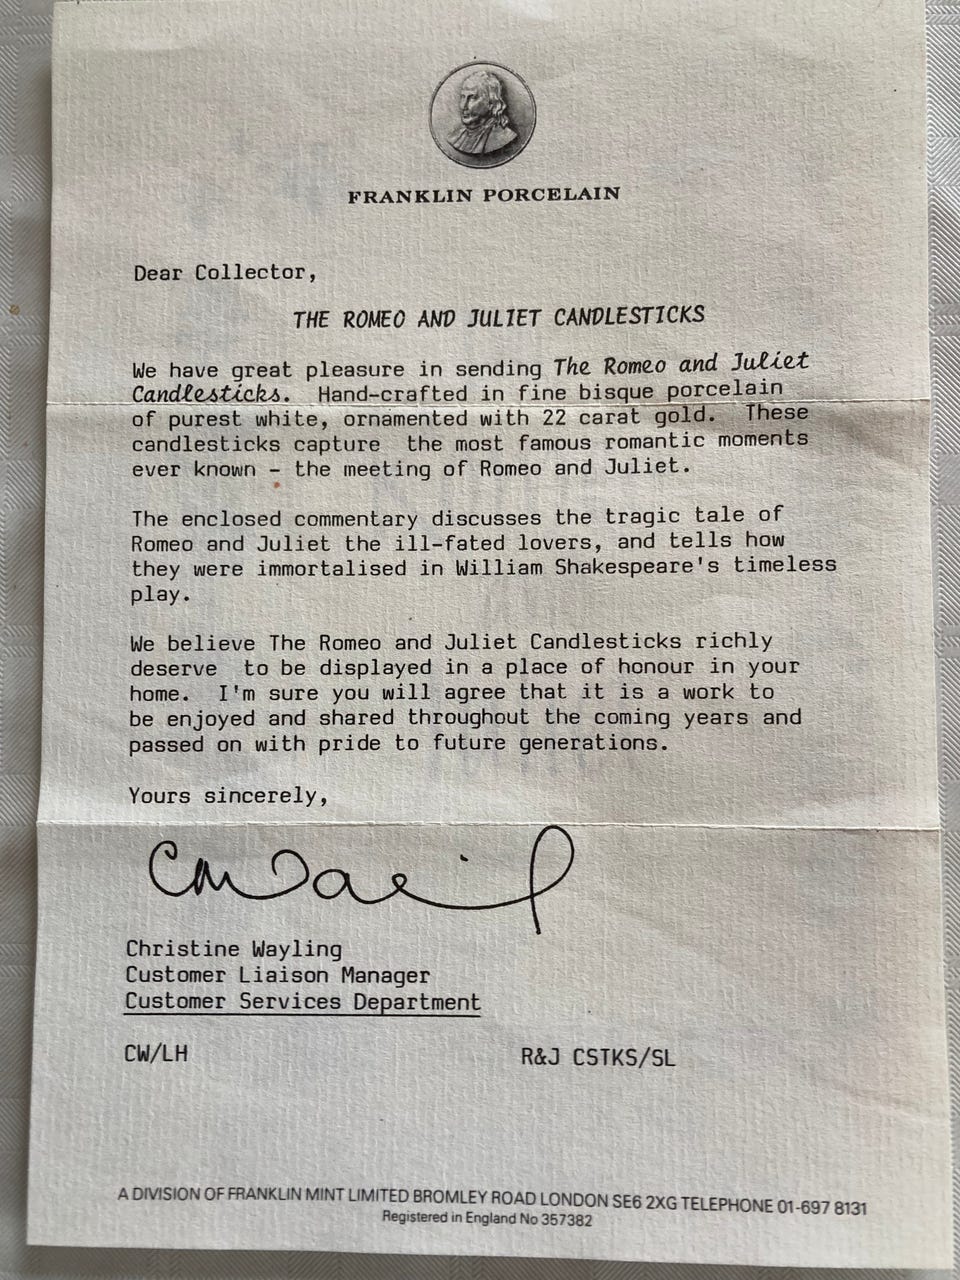 FRANKLIN PORCELAIN
Dear Collector,
THE ROMEO AND JULIET CANDLESTICKS
We have great pleasure in sending The Romeo and Juliet
Candlesticks. Hand-crafted in fine bisque porcelain
of purest white, ornamented with 22 carat gold. These
candlesticks capture the most famous romantic moments
ever known - the meeting of Romeo and Juliet.
The enclosed commentary discusses the tragic tale of
Romeo and Juliet the ill-fated lovers, and tells how
they were immortalised in William Shakespeare's timeless
play.
We believe The Romeo and Juliet Candlesticks richly
deserve to be displayed in a place of honour in your
home. I'm sure you will agree that it is a work to
be enjoyed and shared throughout the coming years and
passed on with pride to future generations.
Yours sincerely,
Christine Wayling
Customer Liaison Manager
Customer Services Department
CW/LH R&J CSTKS/SL
A DIVISION OF FRANKLIN MINT LIMITED BROMLEY ROAD LONDON SE6 2XG TELEPHONE 01-697 8131
Registered in England No 357382